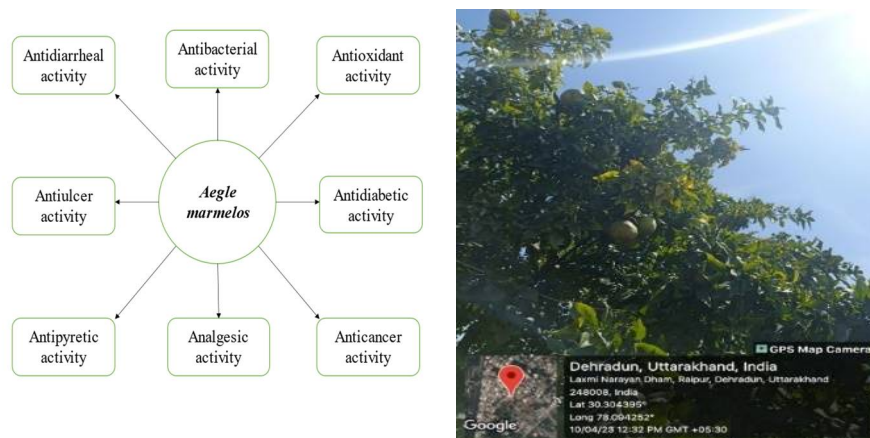 Antidiarrheal
activity
Antibacterial
activity
Antioxidant
activity
Antiulcer
activity
Aegle
marmelos
Antidiabetic
activity
Antipyretic
activity
Analgesic
activity
Anticancer
activity
GPS Map Camera
Dehradun, Uttarakhand, India
Laxmi Narayan Dham, Raipur, Dehradun, Uttarakhand
248008, India
Lat 30.304395°
Long 78.094252°
10/04/23 12:32 PM GMT +05:30
Google